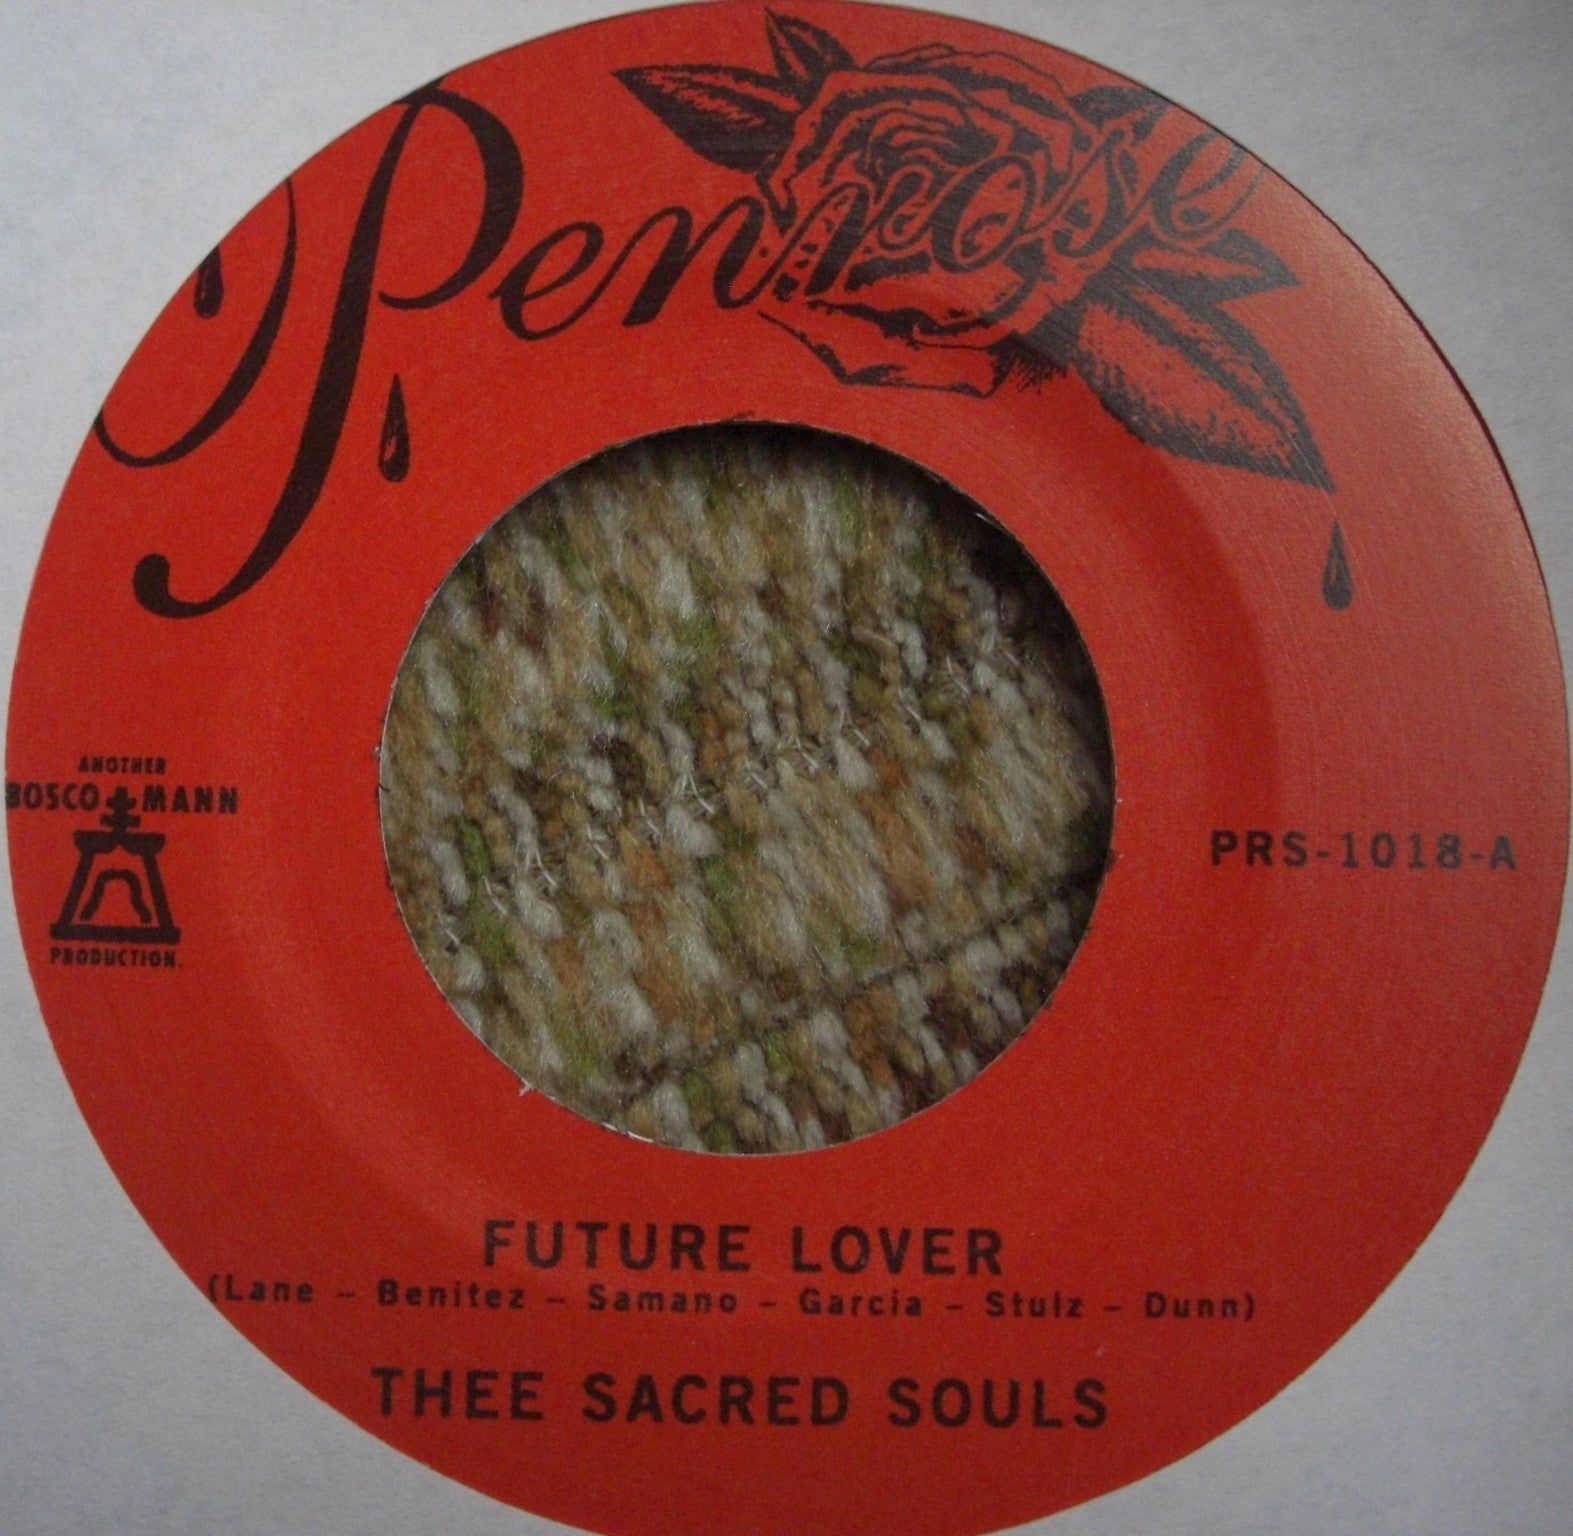 Penrose
ANOTHER
BOSCO MANN
PRODUCTION.
PRS-1018-A
FUTURE LOVER
(Lane - Benitez - Samano - Garcia - Stulz - Dunn)
THEE SACRED SOULS